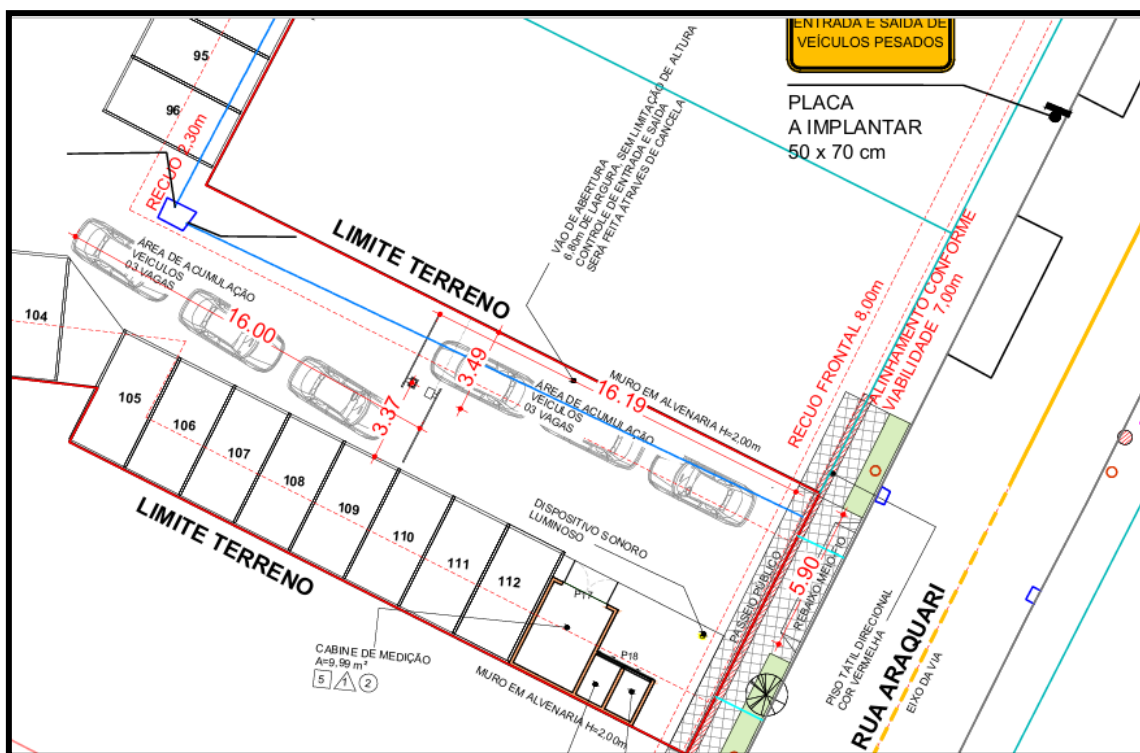 ENTRADA E SAÍDA DE
VEÍCULOS PESADOS
PLACA
A IMPLANTAR
50 x 70 cm
95
96
RECUO 2,30m
VÃO DE ABERTURA
6,80m DE LARGURA, SEM LIMITAÇÃO DE ALTURA
CONTROLE DE ENTRADA E SAÍDA
SERÁ FEITA ATRAVES DE CANCELA
LIMITE TERRENO
ÁREA DE ACUMULAÇÃO
VEICULOS
03 VAGAS
16.00
3.49
3.37
16.19
MURO EM ALVENARIA H=2,00m
ÁREA DE ACUMULAÇÃO
VEICULOS
03 VAGAS
RECUO FRONTAL 8,00m
ALINHAMENTO CONFORME
VIABILIDADE 7,00m
104
105
106
107
108
109
110
111
112
LIMITE TERRENO
DISPOSITIVO SONORO
LUMINOSO
P17
P18
CABINE DE MEDIÇÃO
A=9,99 m²
5 1 2
MURO EM ALVENARIA H=2,00m
PASSEIO PÚBLICO
5.90
REBAIXO MEIO-FIO
PISO TÁTIL DIRECIONAL
COR VERMELHA
RUA ARAQUARI
EIXO DA VIA